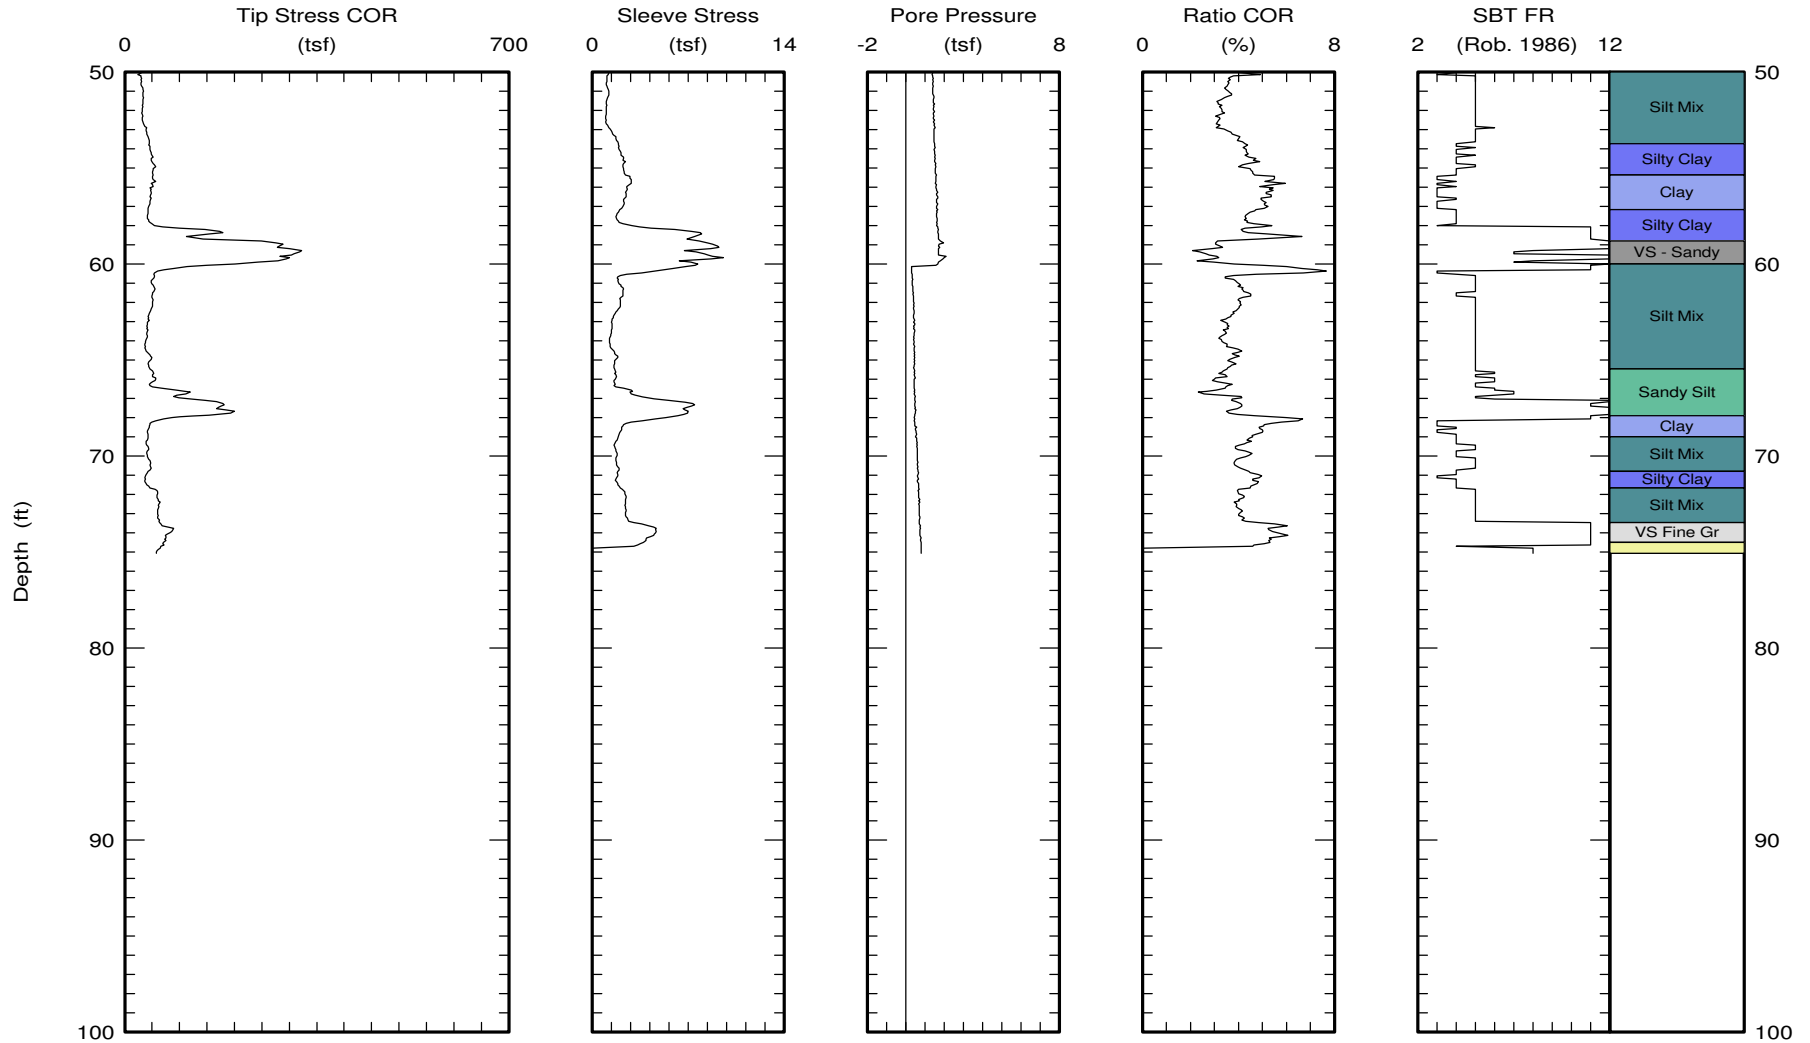 Tip Stress COR Sleeve Stress Pore Pressure Ratio COR SBT FR
0 (tsf) 700 0 (tsf) 14 -2 (tsf) 8 0 (%) 8 2 (Rob. 1986) 12
50 50
Silt Mix
Silty Clay
Clay
Silty Clay
VS - Sandy
60 60
Silt Mix
Sandy Silt
Clay
70 Silt Mix 70
Silty Clay
Silt Mix
VS Fine Gr
Depth (ft)
80 80
90 90
100 100